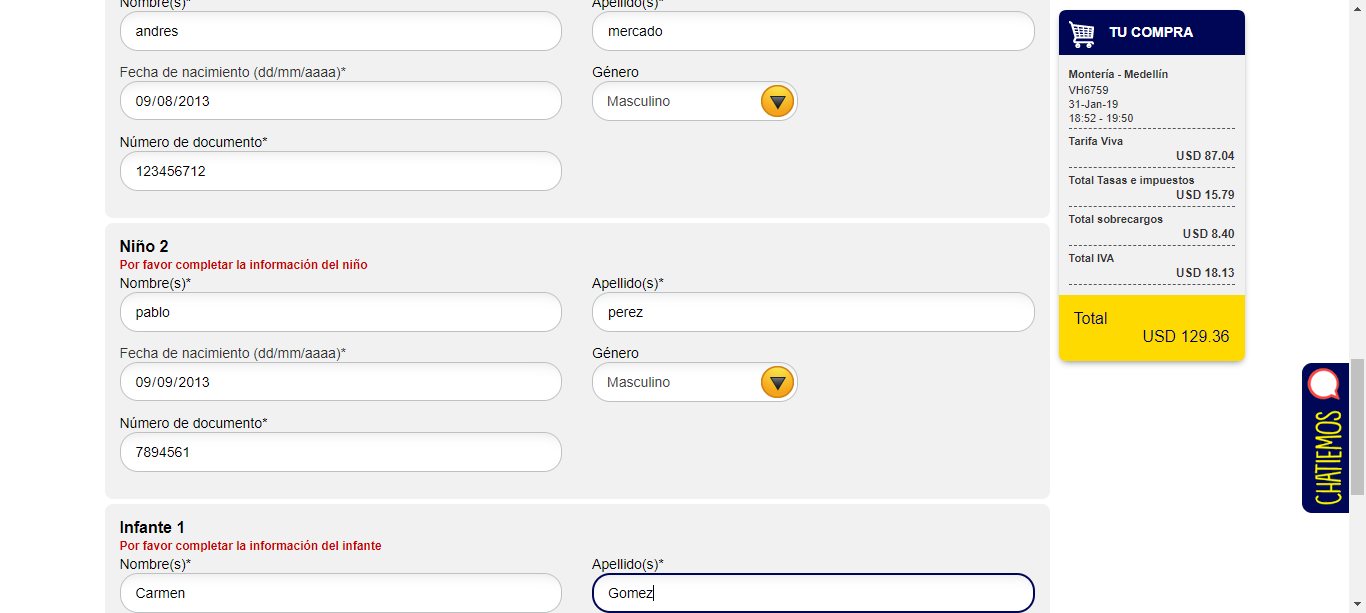 Nombre(s)* Apellido(s)*
andres mercado
Fecha de nacimiento (dd/mm/aaaa)* Género
09/08/2013 Masculino
Número de documento*
123456712
Niño 2
Por favor completar la información del niño
Nombre(s)* Apellido(s)*
pablo perez
Fecha de nacimiento (dd/mm/aaaa)* Género
09/09/2013 Masculino
Número de documento*
7894561
Infante 1
Por favor completar la información del infante
Nombre(s)* Apellido(s)*
Carmen Gomez
TU COMPRA
Montería - Medellín
VH6759
31-Jan-19
18:52 - 19:50
Tarifa Viva
USD 87.04
Total Tasas e impuestos
USD 15.79
Total sobrecargos
USD 8.40
Total IVA
USD 18.13
Total
USD 129.36
CHATIEMOS